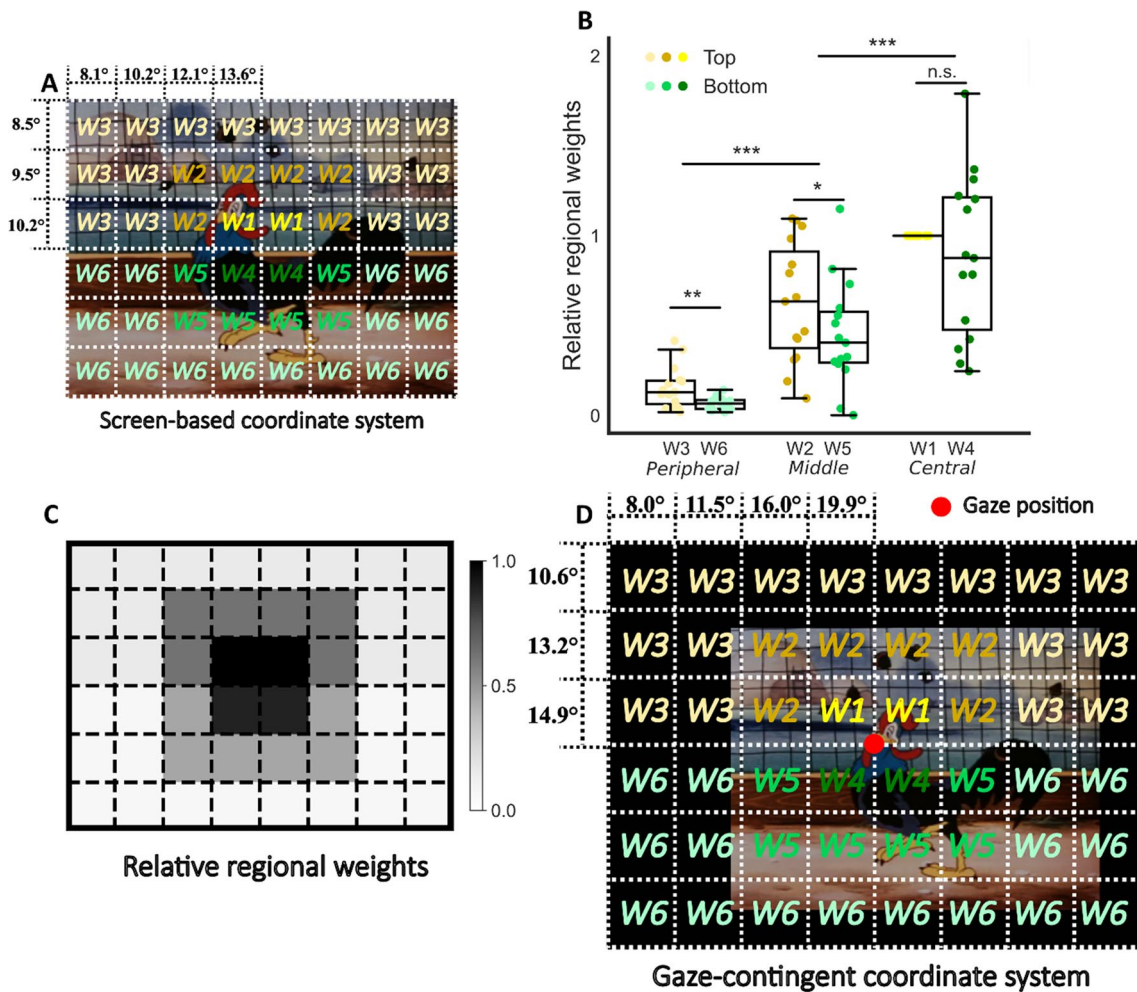 A
8.1° 10.2° 12.1° 13.6°
8.5°
9.5°
10.2°
W3 W3 W3 W3 W3 W3 W3 W3
W3 W3 W2 W2 W2 W2 W3 W3
W3 W3 W2 W1 W1 W2 W3 W3
W6 W6 W5 W4 W4 W5 W6 W6
W6 W6 W5 W5 W5 W5 W6 W6
W6 W6 W6 W6 W6 W6 W6 W6
Screen-based coordinate system
B
Relative regional weights
2
1
0
Top
Bottom
***
n.s.
***
*
**
W3 W6 W2 W5 W1 W4
Peripheral Middle Central
C
1.0
0.5
0.0
Relative regional weights
D
8.0° 11.5° 16.0° 19.9°
Gaze position
10.6°
13.2°
14.9°
W3 W3 W3 W3 W3 W3 W3 W3
W3 W3 W2 W2 W2 W2 W3 W3
W3 W3 W2 W1 W1 W2 W3 W3
W6 W6 W5 W4 W4 W5 W6 W6
W6 W6 W5 W5 W5 W5 W6 W6
W6 W6 W6 W6 W6 W6 W6 W6
Gaze-contingent coordinate system